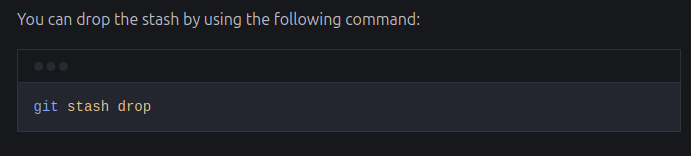 You can drop the stash by using the following command:
git stash drop